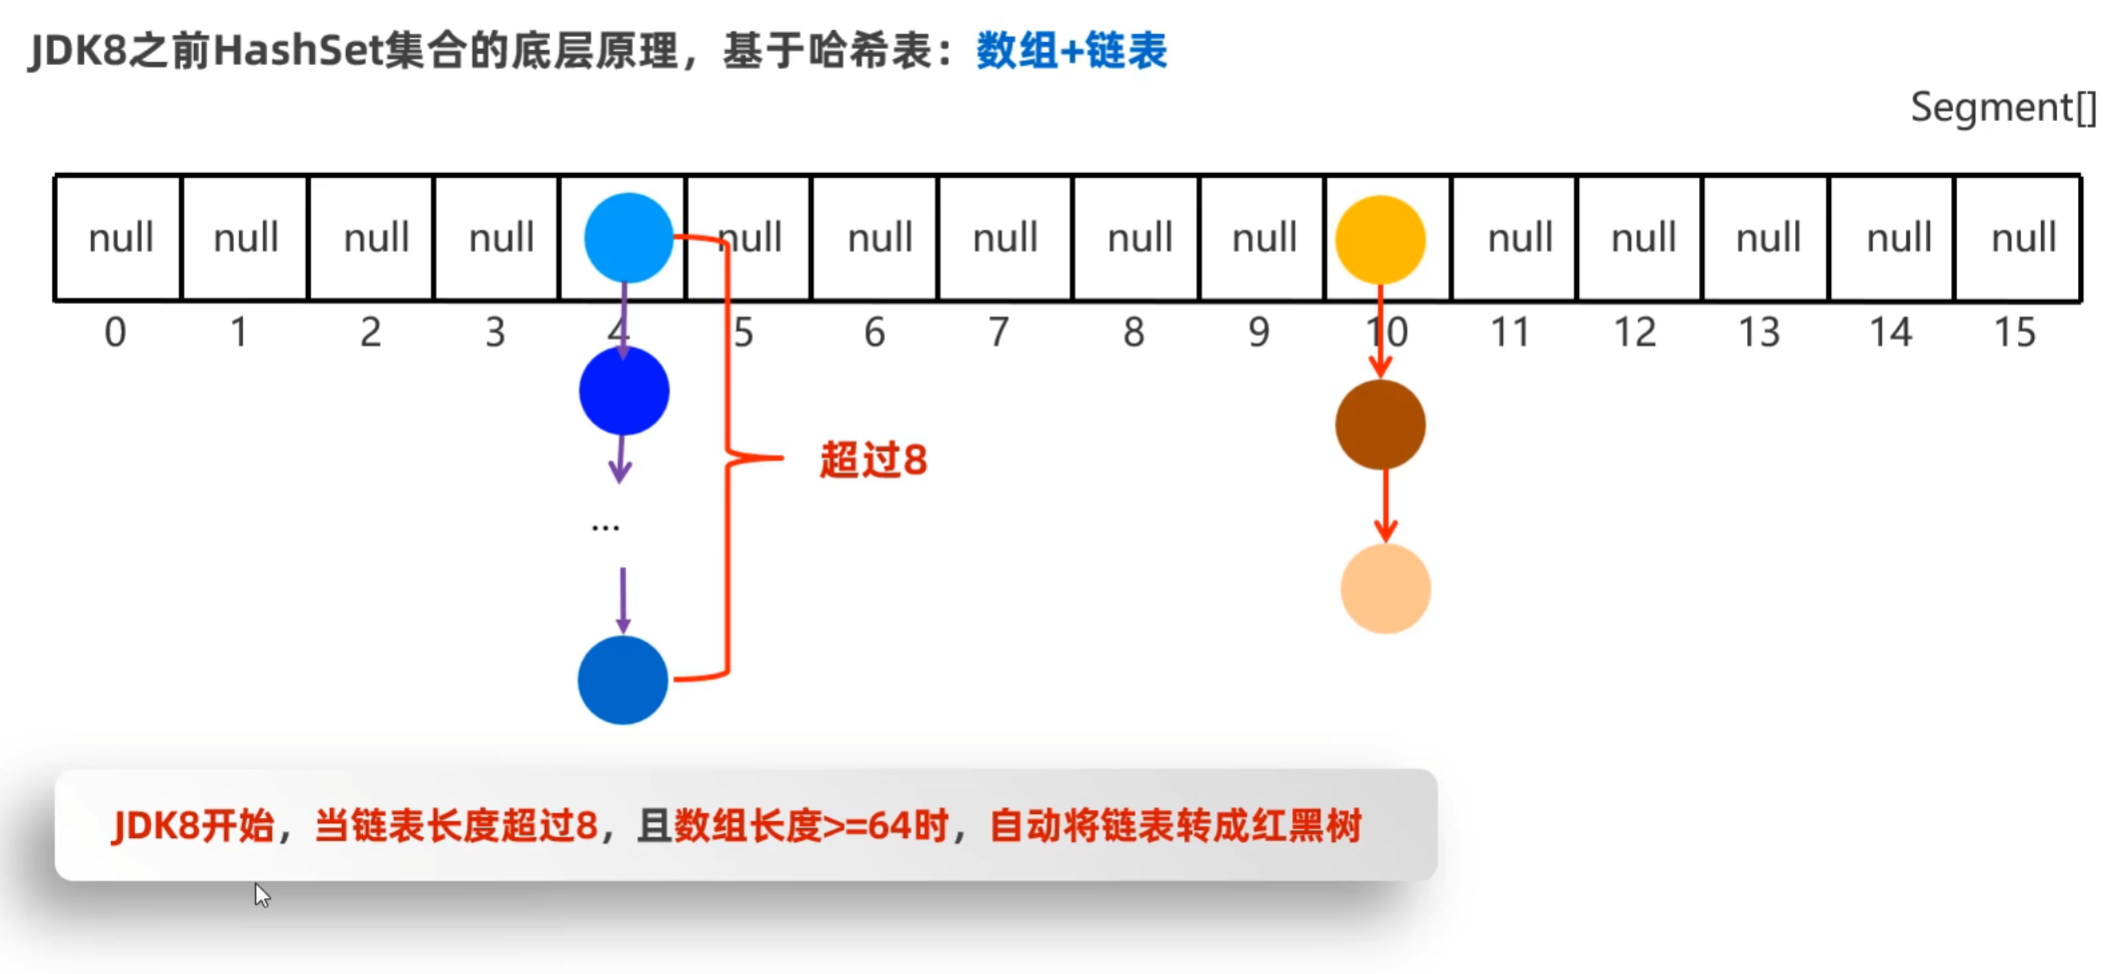 JDK8之前HashSet集合的底层原理，基于哈希表：数组+链表
Segment[]
null null null null null null null null null null null null null null
0 1 2 3 4 5 6 7 8 9 10 11 12 13 14 15
超过8
...
JDK8开始，当链表长度超过8，且数组长度>=64时，自动将链表转成红黑树